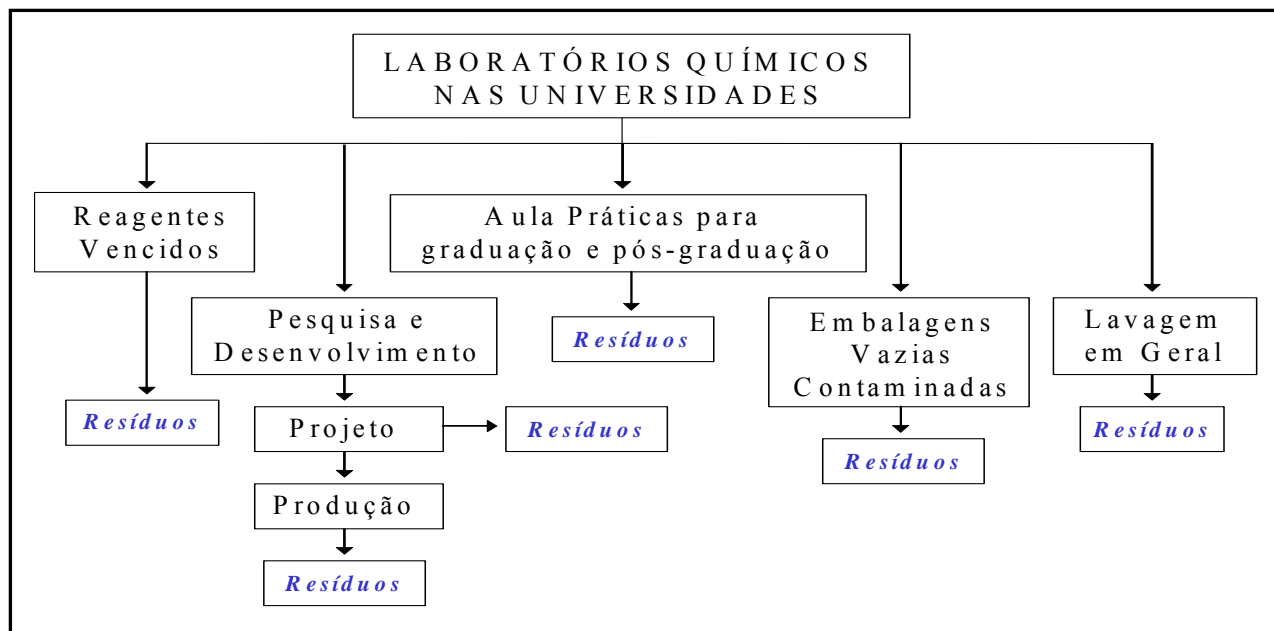 LABORATÓRIOS QUÍMICOS
NAS UNIVERSIDADES
Reagentes
Vencidos
Resíduos
Pesquisa e
Desenvolvimento
Projeto
Resíduos
Produção
Resíduos
Aula Práticas para
graduação e pós-graduação
Resíduos
Embalagens
Vazias
Contaminadas
Resíduos
Lavagem
em Geral
Resíduos